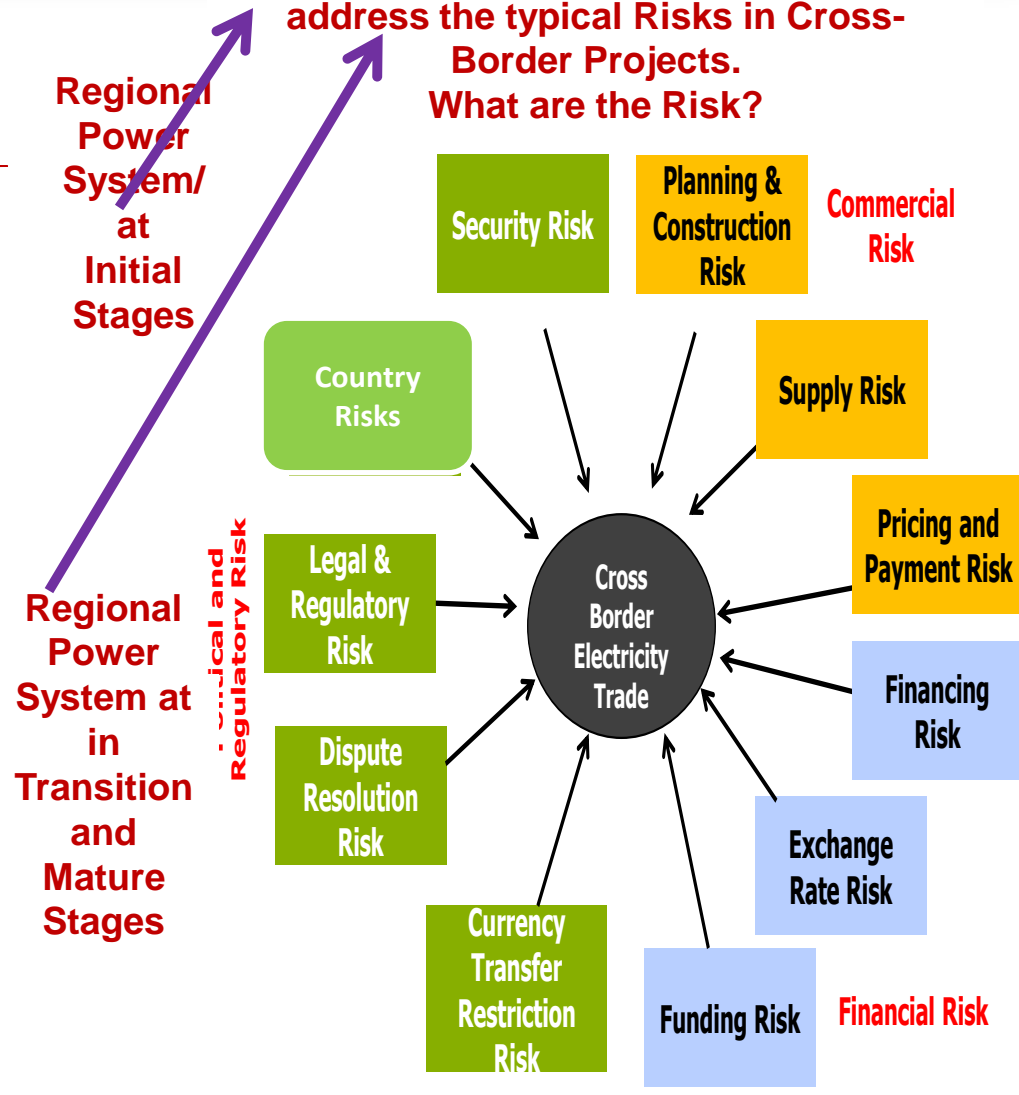 address the typical Risks in Cross-
Border Projects.
What are the Risk?
Regional
Power
System/
at
Initial
Stages
Security Risk
Planning &
Construction
Risk
Commercial
Risk
Country
Risks
Supply Risk
Pricing and
Payment Risk
Legal &
Regulatory
Risk
and
Regulatory Risk
Cross
Border
Electricity
Trade
Regional
Power
System at
in
Transition
and
Mature
Stages
Financing
Risk
Dispute
Resolution
Risk
Exchange
Rate Risk
Currency
Transfer
Restriction
Risk
Funding Risk
Financial Risk